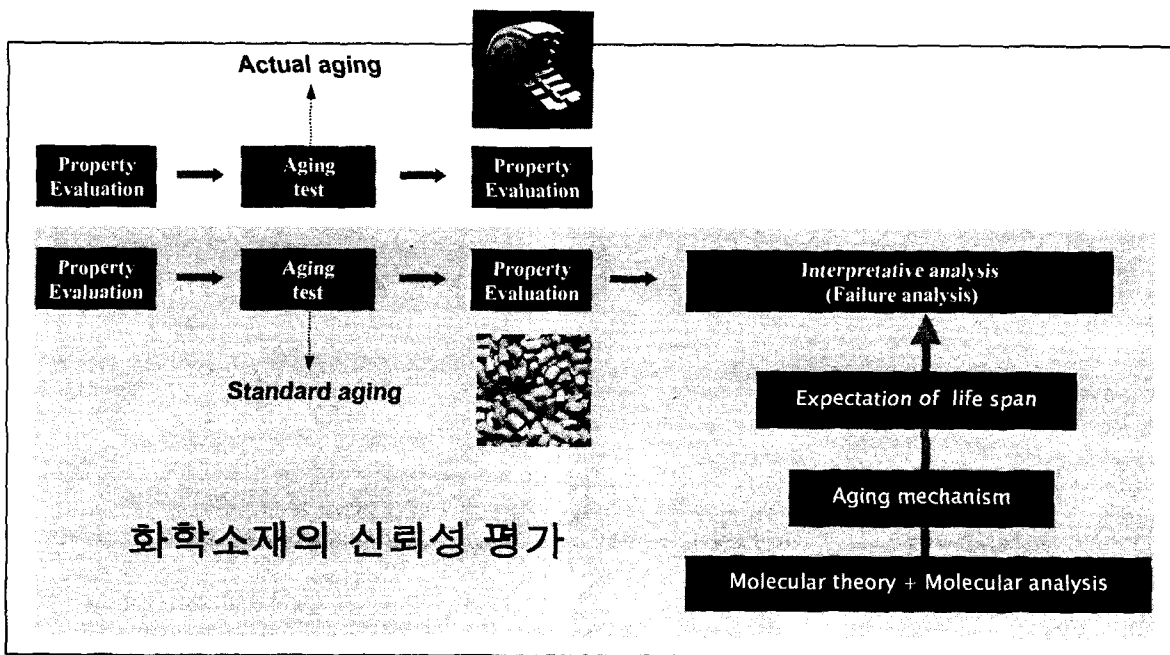 Actual aging
Property
Evaluation
Aging
test
Property
Evaluation
Property
Evaluation
Aging
test
Property
Evaluation
Interpretative analysis
(Failure analysis)
Standard aging
Expectation of life span
Aging mechanism
화학소재의 신뢰성 평가
Molecular theory + Molecular analysis